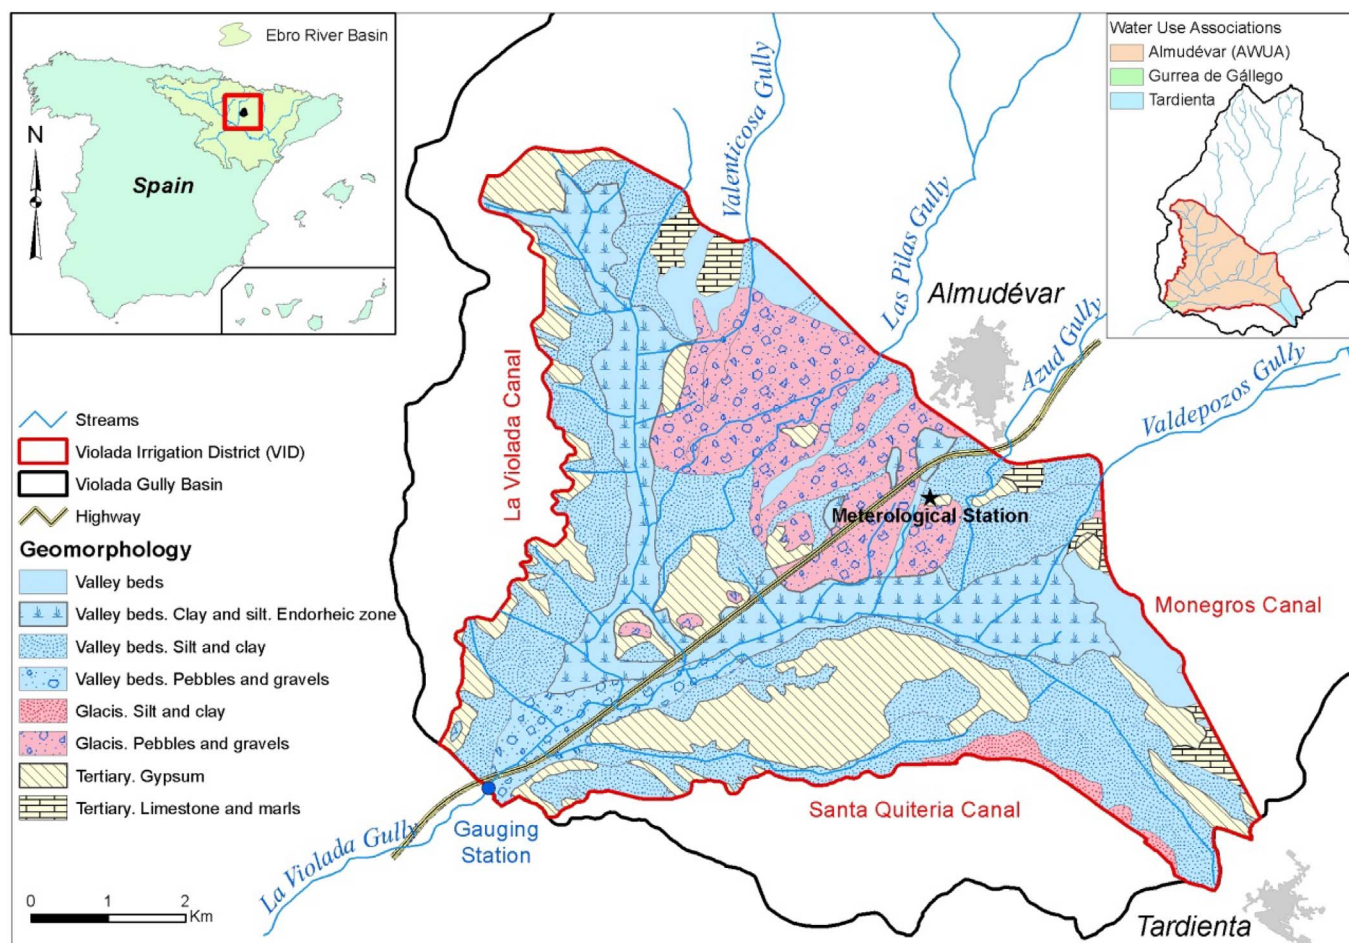 Ebro River Basin
N
Spain
Water Use Associations
Almudévar (AWUA)
Gurrea de Gállego
Tardienta
Valenticosa Gully
Las Pilas Gully
Almudévar
Azud Gully
Valdepozos Gully
La Violada Canal
Meterological Station
Monegros Canal
Santa Quiteria Canal
Gauging
Station
La Violada Gully
Tardienta
Streams
Violada Irrigation District (VID)
Violada Gully Basin
Highway
Geomorphology
Valley beds
Valley beds. Clay and silt. Endorheic zone
Valley beds. Silt and clay
Valley beds. Pebbles and gravels
Glacis. Silt and clay
Glacis. Pebbles and gravels
Tertiary. Gypsum
Tertiary. Limestone and marls
0 1 2
Km